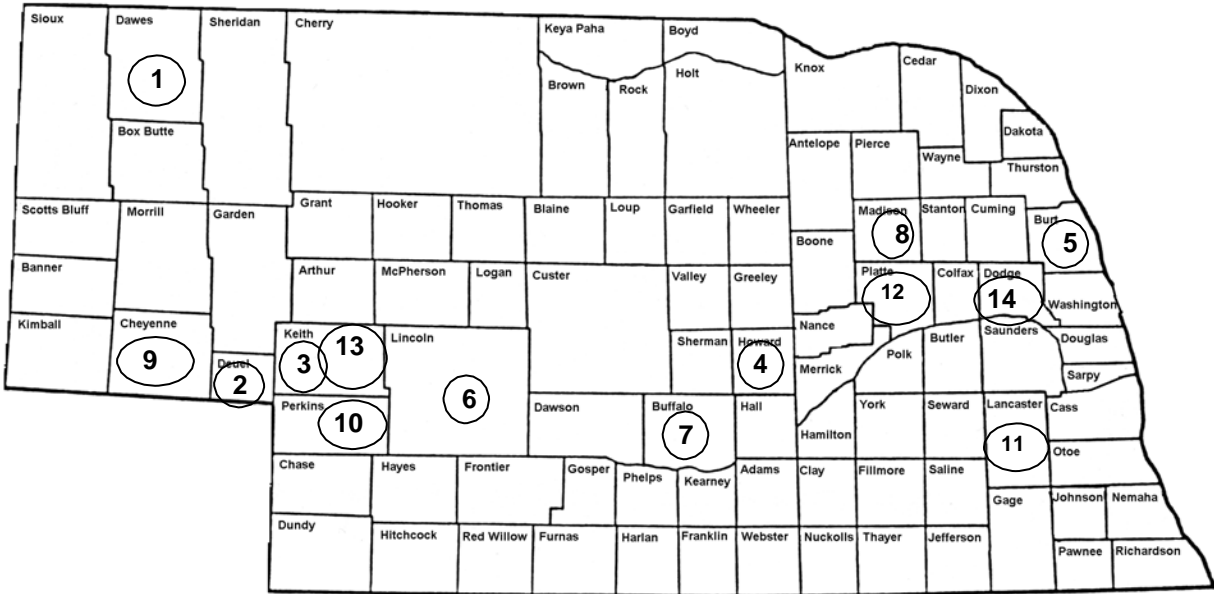 Sioux
Dawes
Sheridan
Cherry
Keya Paha
Boyd
Knox
Cedar
Dixon
Dakota
1
Box Butte
Brown
Rock
Holt
Antelope
Pierce
Wayne
Thurston
Scotts Bluff
Morrill
Garden
Grant
Hooker
Thomas
Blaine
Loup
Garfield
Wheeler
Boone
Madison
8
Stanton
Cuming
Burt
5
Banner
Arthur
McPherson
Logan
Custer
Valley
Greeley
Platte
12
Colfax
Dodge
14
Washington
Kimball
Cheyenne
9
Deuel
2
Keith
3
13
Lincoln
6
Sherman
Howard
4
Nance
Merrick
Polk
Butler
Saunders
Douglas
Sarpy
Perkins
10
Dawson
Buffalo
7
Hall
Hamilton
York
Seward
Lancaster
11
Cass
Otoe
Chase
Hayes
Frontier
Gosper
Phelps
Kearney
Adams
Clay
Fillmore
Saline
Gage
Johnson
Nemaha
Dundy
Hitchcock
Red Willow
Furnas
Harlan
Franklin
Webster
Nuckolls
Thayer
Jefferson
Pawnee
Richardson